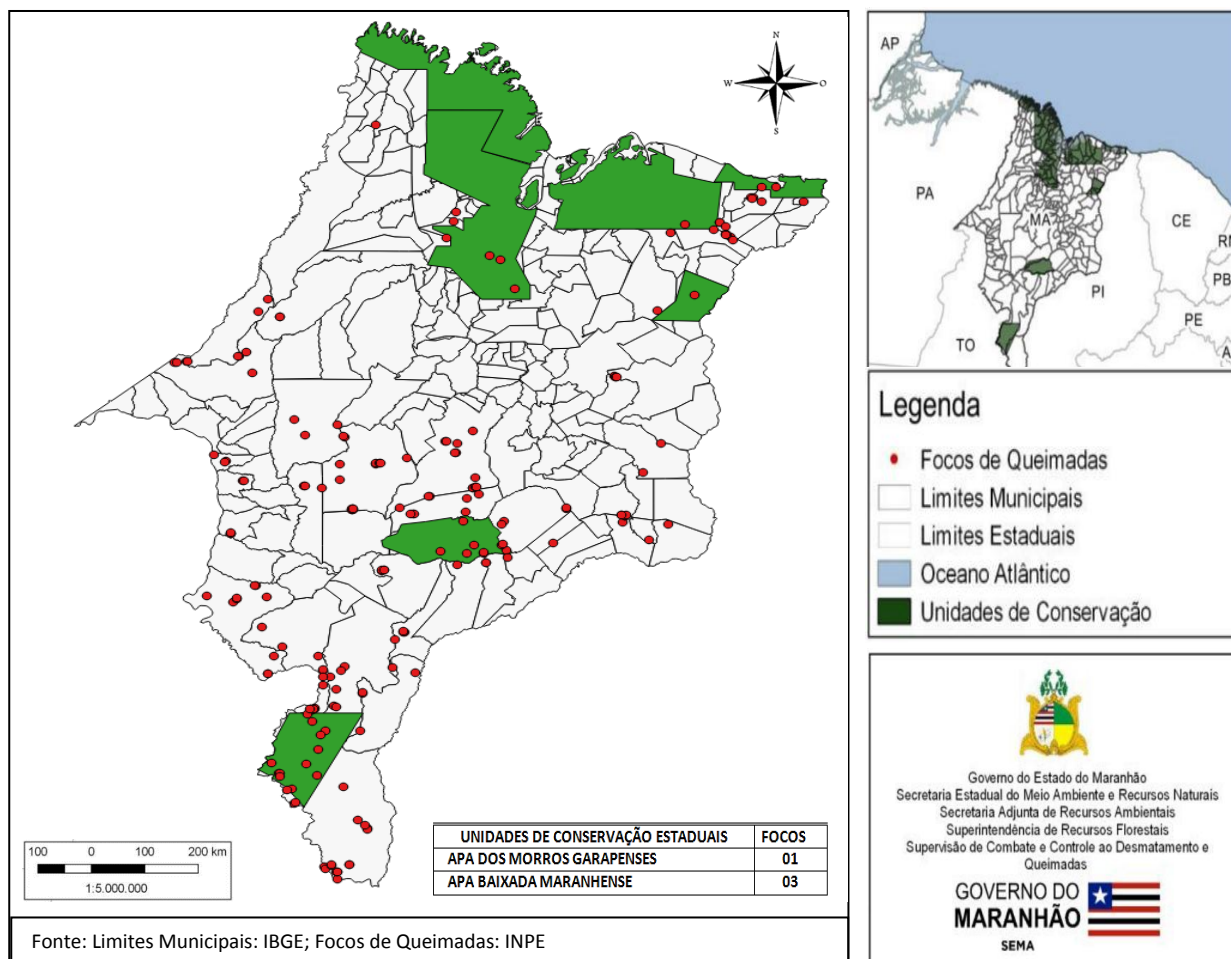 N
W
O
S
UNIDADES DE CONSERVAÇÃO ESTADUAIS FOCOS
APA DOS MORROS GARAPENSES 01
APA BAIXADA MARANHENSE 03
100 0 100 200 km
1:5.000.000
Fonte: Limites Municipais: IBGE; Focos de Queimadas: INPE
AP
PA
MA
CE
RN
PB
PI
PE
TO
A
Legenda
Focos de Queimadas
Limites Municipais
Limites Estaduais
Oceano Atlântico
Unidades de Conservação
Governo do Estado do Maranhão
Secretaria Estadual do Meio Ambiente e Recursos Naturais
Secretaria Adjunta de Recursos Ambientais
Superintendência de Recursos Florestais
Supervisão de Combate e Controle ao Desmatamento e
Queimadas
GOVERNO DO
MARANHÃO
SEMA